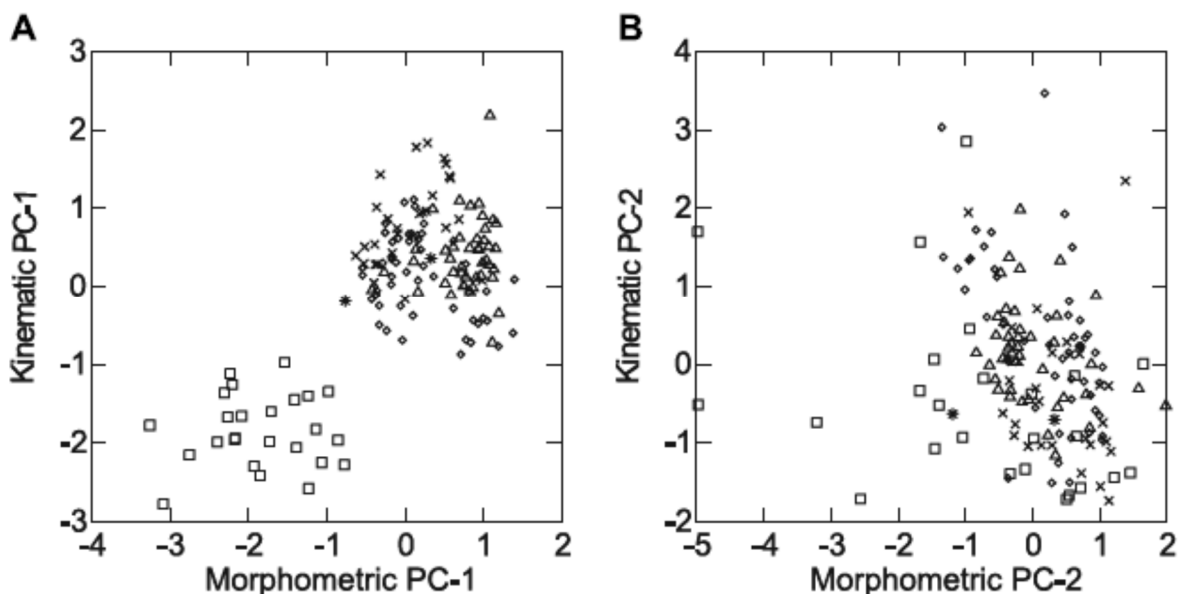 A
B
Kinematic PC-1
3
2
1
0
-1
-2
-3
-4 -3 -2 -1 0 1 2
Morphometric PC-1
Kinematic PC-2
4
3
2
1
0
-1
-2
-5 -4 -3 -2 -1 0 1 2
Morphometric PC-2